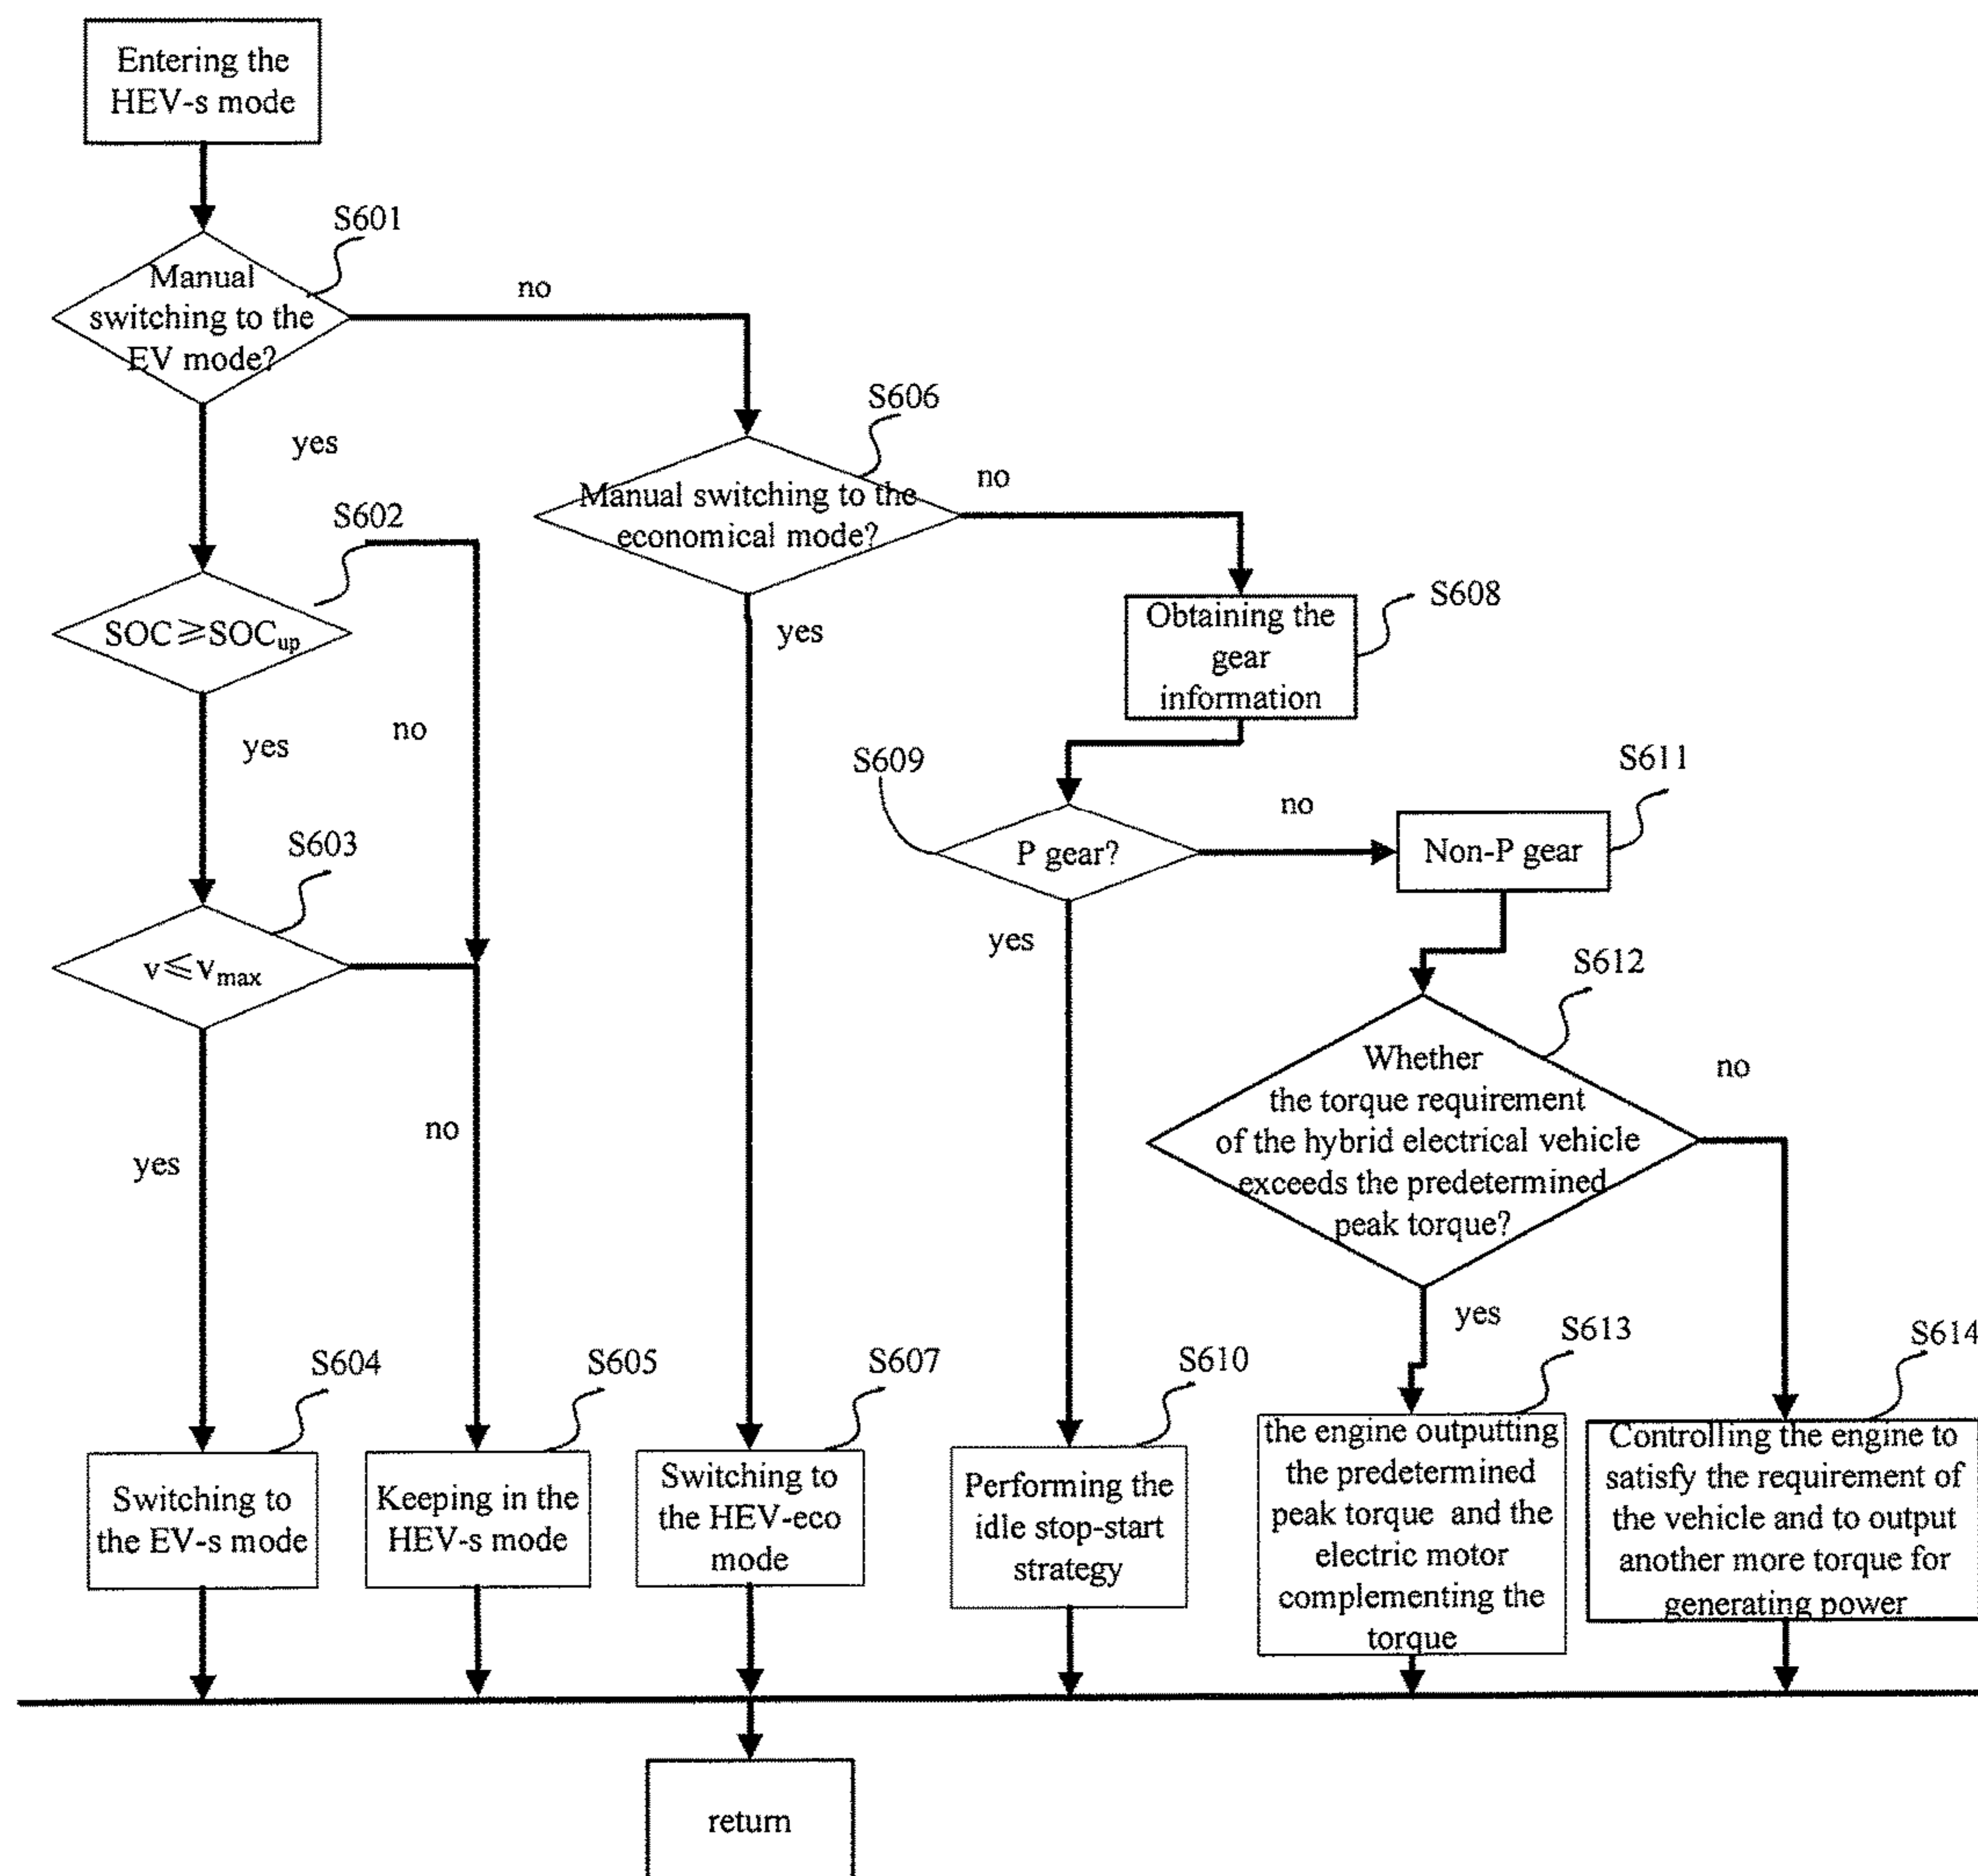 Entering the
HEV-s mode
S601
Manual
switching to the
EV mode?
no
yes
S606
Manual switching to the
economical mode?
no
yes
S602
SOC≥SOCup
yes
no
S608
Obtaining the
gear
information
S609
P gear?
no
yes
S611
Non-P gear
S603
v≤vmax
yes
no
S612
Whether
the torque requirement
of the hybrid electrical vehicle
exceeds the predetermined
peak torque?
no
yes
S604
Switching to
the EV-s mode
S605
Keeping in the
HEV-s mode
S607
Switching to
the HEV-eco
mode
S610
Performing the
idle stop-start
strategy
S613
the engine outputting
the predetermined
peak torque and the
electric motor
complementing the
torque
S614
Controlling the engine to
satisfy the requirement of
the vehicle and to output
another more torque for
generating power
return